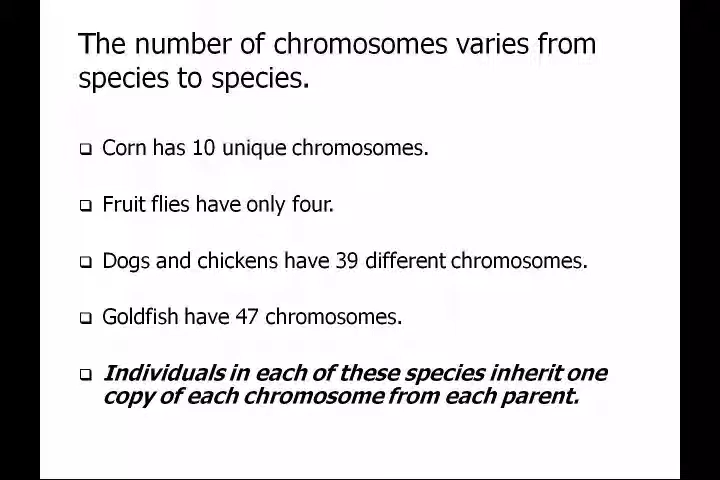 The number of chromosomes varies from
species to species.
Corn has 10 unique chromosomes.
Fruit flies have only four.
Dogs and chickens have 39 different chromosomes.
Goldfish have 47 chromosomes.
Individuals in each of these species inherit one
copy of each chromosome from each parent.